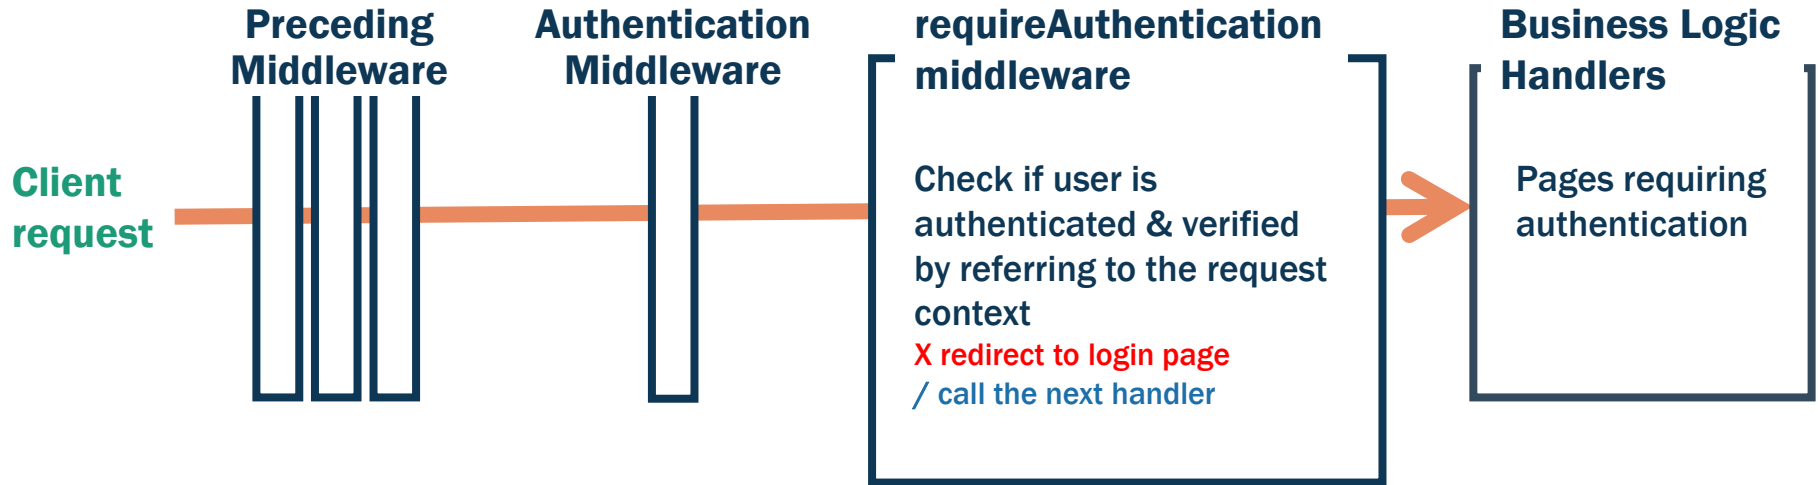 Preceding
Middleware
Authentication
Middleware
requireAuthentication
middleware
Business Logic
Handlers
Client
request
Check if user is
authenticated & verified
by referring to the request
context
X redirect to login page
/ call the next handler
Pages requiring
authentication